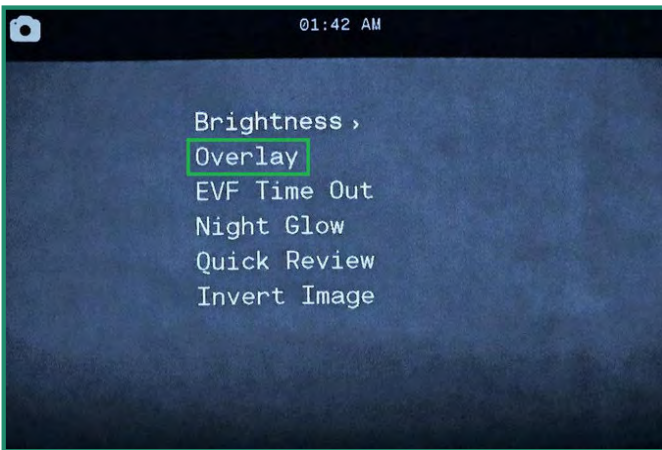 01:42 AM
Brightness ›
Overlay
EVF Time Out
Night Glow
Quick Review
Invert Image